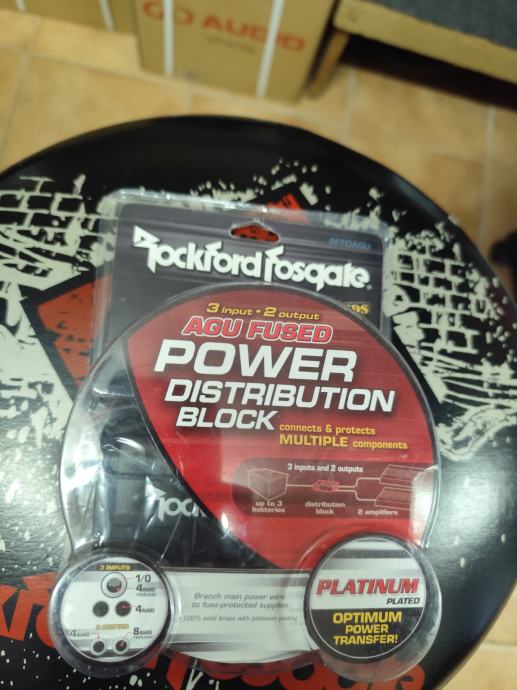 AUDIO
RFFDAGU
Rockford Fosgate
3 input • 2 output
AGU FUSED
POWER
DISTRIBUTION
BLOCK
connects & protects
MULTIPLE components
3 inputs and 2 outputs
up to 3
batteries
distribution
block
2 amplifiers
3 INPUTS
1/0
4AWG
reducer
4AWG
2 OUTPUTS
4AWG
8AWG
reducer
Branch main power wire
to fuse-protected supplies
100% solid brass with platinum plating
PLATINUM
PLATED
OPTIMUM
POWER
TRANSFER!